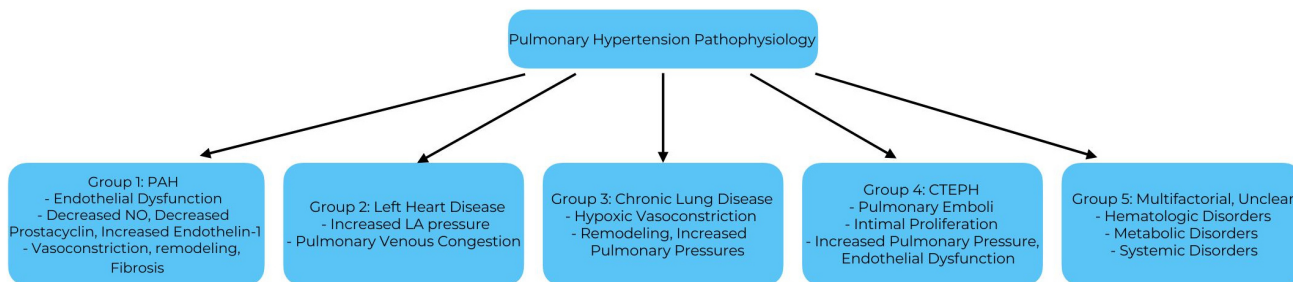 Pulmonary Hypertension Pathophysiology
Group 1: PAH
- Endothelial Dysfunction
- Decreased NO, Decreased
Prostacyclin, Increased Endothelin-1
- Vasoconstriction, remodeling,
Fibrosis
Group 2: Left Heart Disease
- Increased LA pressure
- Pulmonary Venous Congestion
Group 3: Chronic Lung Disease
- Hypoxic Vasoconstriction
- Remodeling, Increased
Pulmonary Pressures
Group 4: CTEPH
- Pulmonary Emboli
- Intimal Proliferation
- Increased Pulmonary Pressure,
Endothelial Dysfunction
Group 5: Multifactorial, Unclear
- Hematologic Disorders
- Metabolic Disorders
- Systemic Disorders